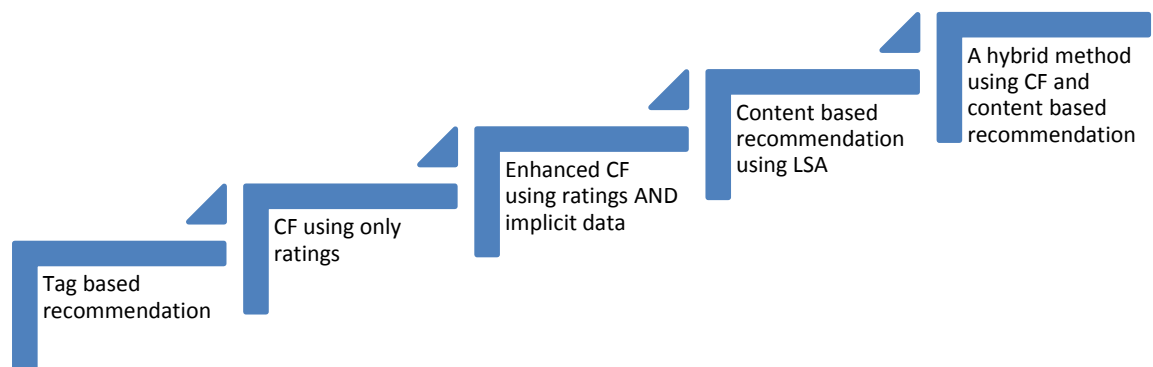 Tag based
recommendation
CF using only
ratings
Enhanced CF
using ratings AND
implicit data
Content based
recommendation
using LSA
A hybrid method
using CF and
content based
recommendation